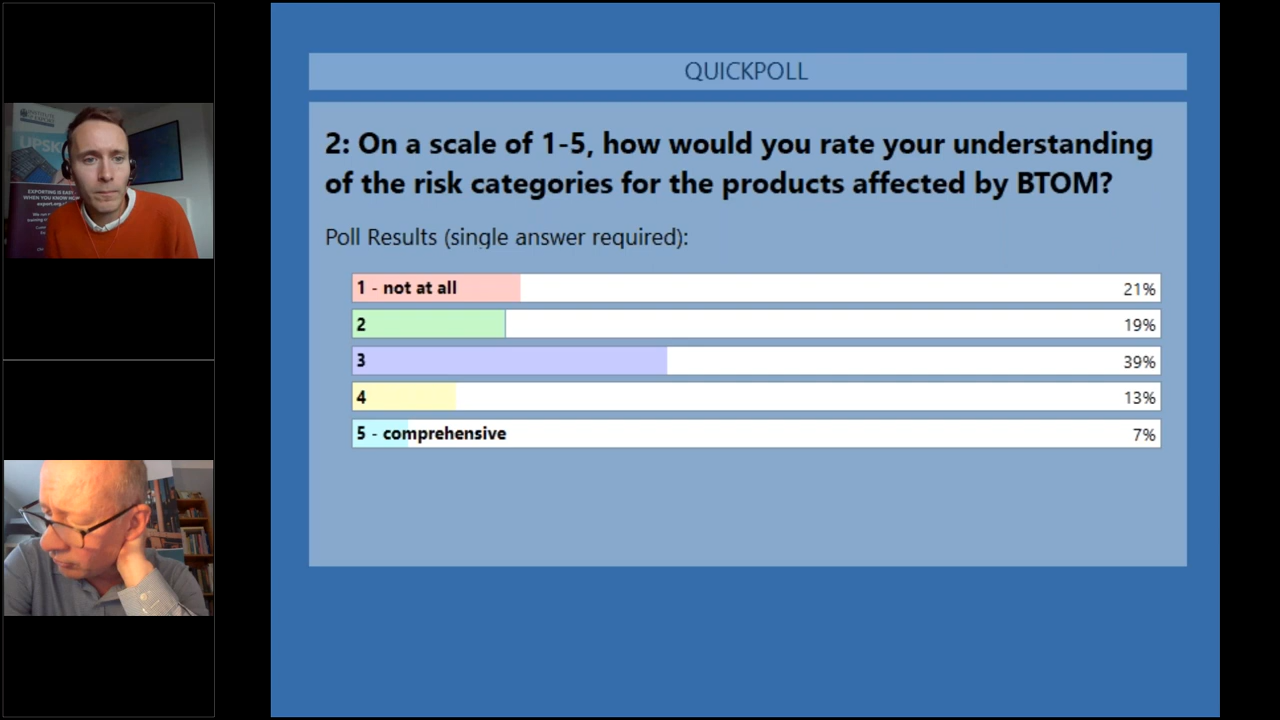 QUICKPOLL
2: On a scale of 1-5, how would you rate your understanding
of the risk categories for the products affected by BTOM?
Poll Results (single answer required):
1 - not at all 21%
2 19%
3 39%
4 13%
5 - comprehensive 7%
UPSK
EXPORTING IS EASY
WHEN YOU KNOW HOW